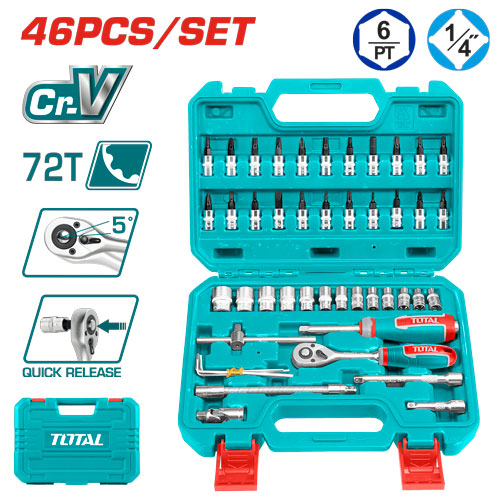 46PCS/SET
6
PT
1/4"
Cr-V
72T
5°
QUICK RELEASE
TOTAL
TOTAL
TOTAL